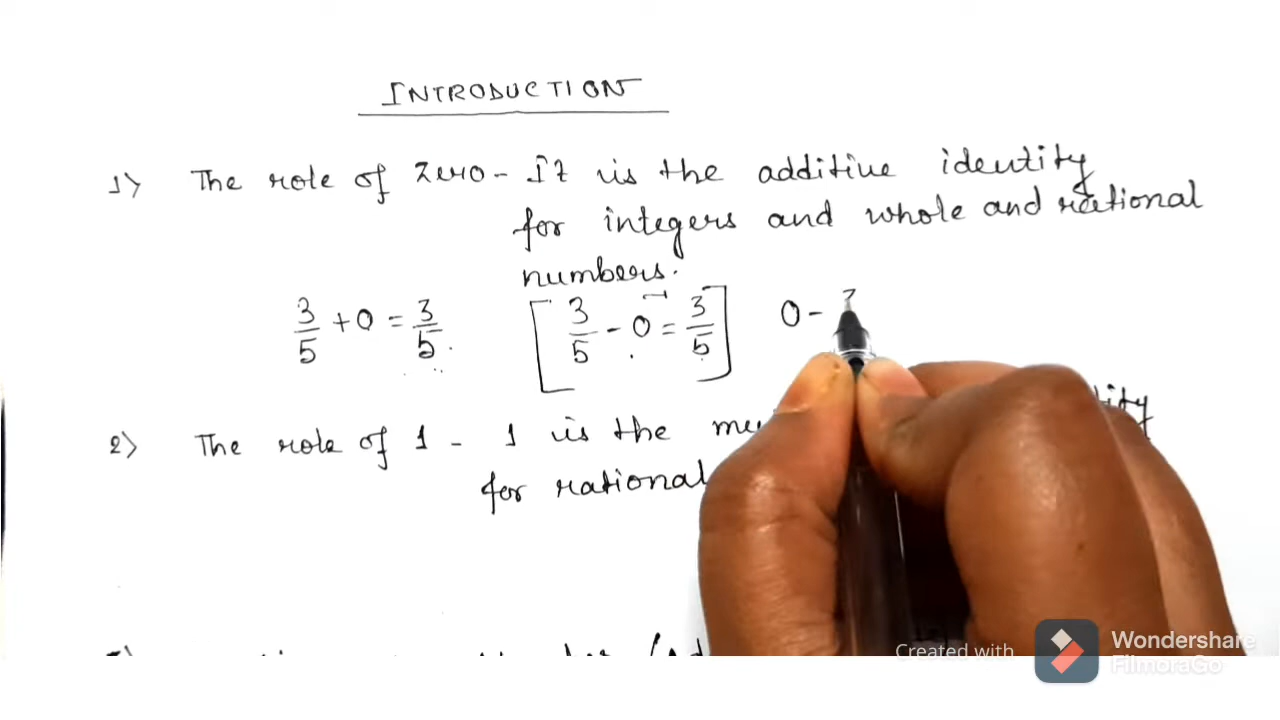 INTRODUCTION
1) The role of Zero - It is the additive identity
for integers and whole and rational
numbers.
3/5 + 0 = 3/5 [3/5 - 0 = 3/5] 0 - 3
2) The role of 1 - 1 is the
for rational
Created with Wondershare FilmoraGo